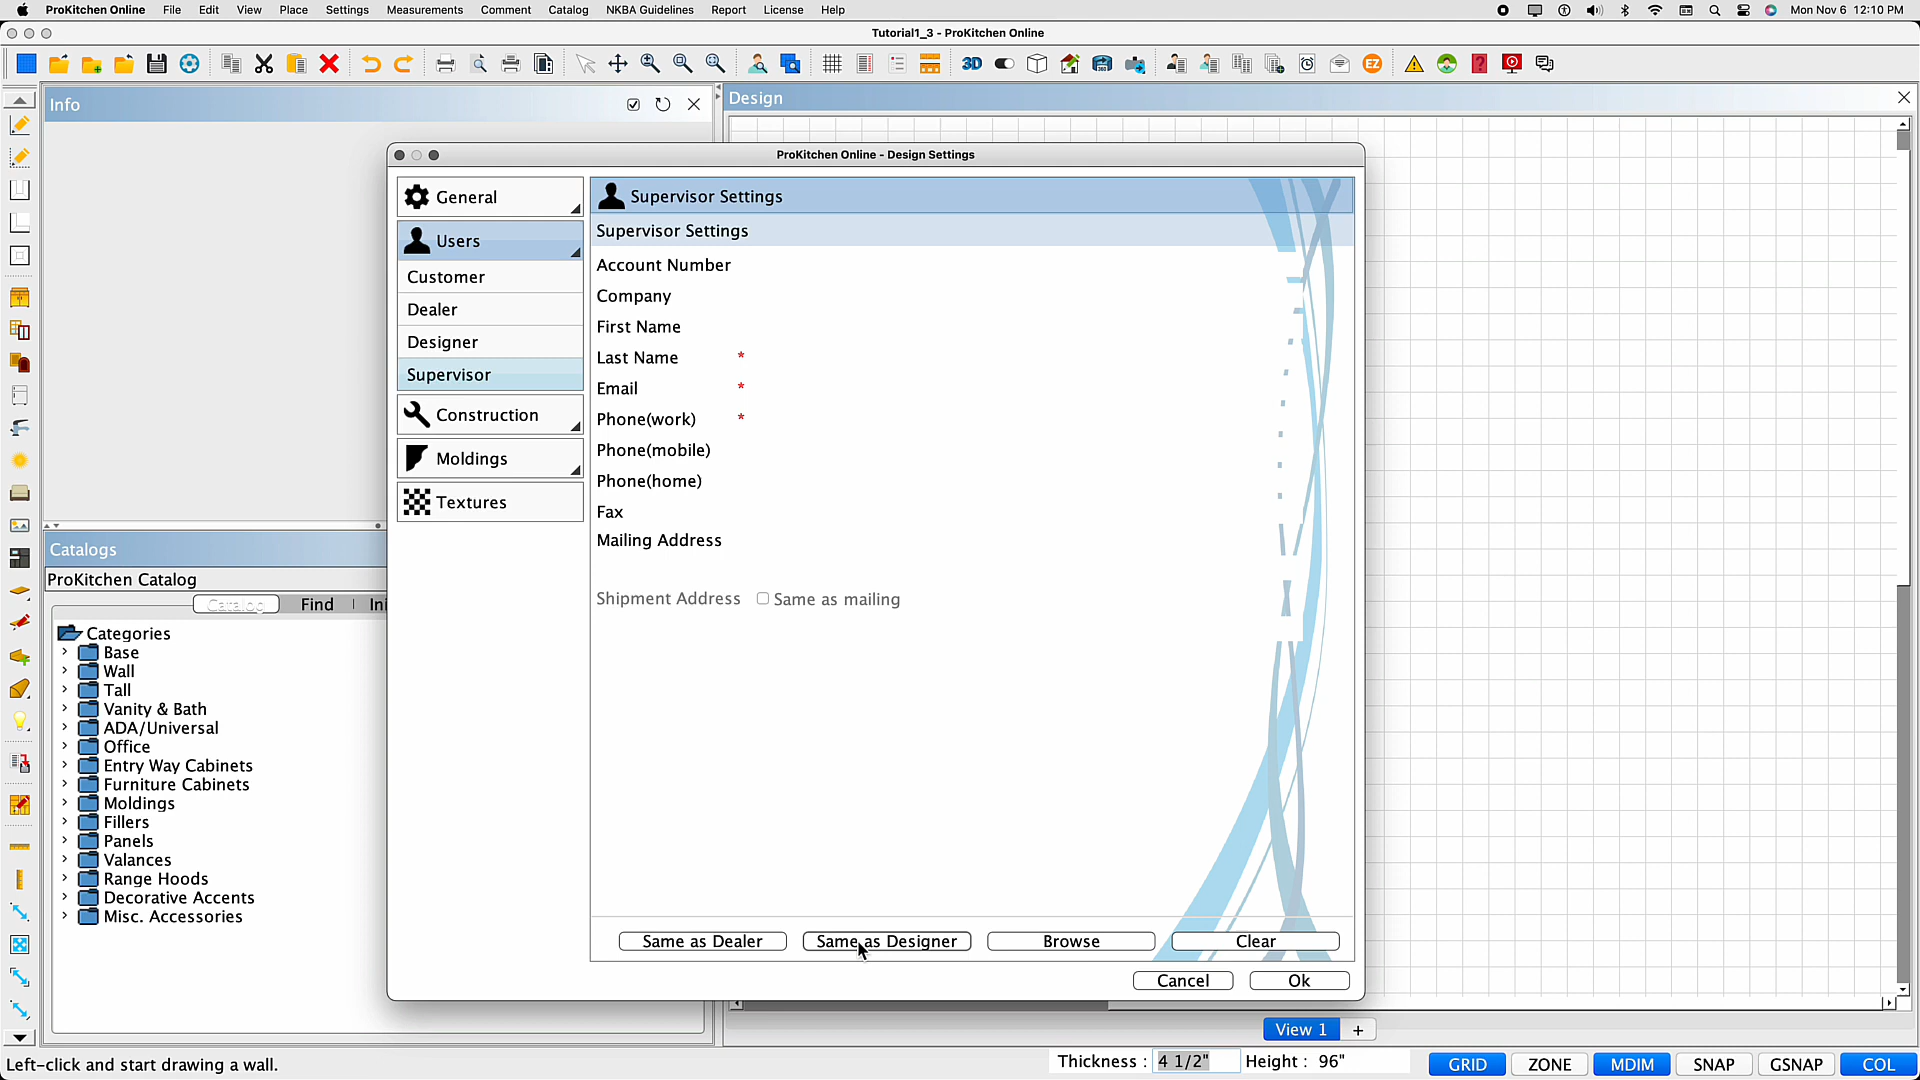 ProKitchen Online File Edit View Place Settings Measurements Comment Catalog NKBA Guidelines Report License Help Mon Nov 6 12:10 PM
Tutorial1_3 - ProKitchen Online
3D EZ
Info
Design
ProKitchen Online - Design Settings
General
Users
Customer
Dealer
Designer
Supervisor
Construction
Moldings
Textures
Supervisor Settings
Supervisor Settings
Account Number
Company
First Name
Last Name *
Email *
Phone(work) *
Phone(mobile)
Phone(home)
Fax
Mailing Address
Shipment Address Same as mailing
Same as Dealer Same as Designer Browse Clear
Cancel Ok
Catalogs
ProKitchen Catalog
Catalog Find Ini
Categories
Base
Wall
Tall
Vanity & Bath
ADA/Universal
Office
Entry Way Cabinets
Furniture Cabinets
Moldings
Fillers
Panels
Valances
Range Hoods
Decorative Accents
Misc. Accessories
View 1 +
Left-click and start drawing a wall. Thickness : 4 1/2" Height : 96" GRID ZONE MDIM SNAP GSNAP COL